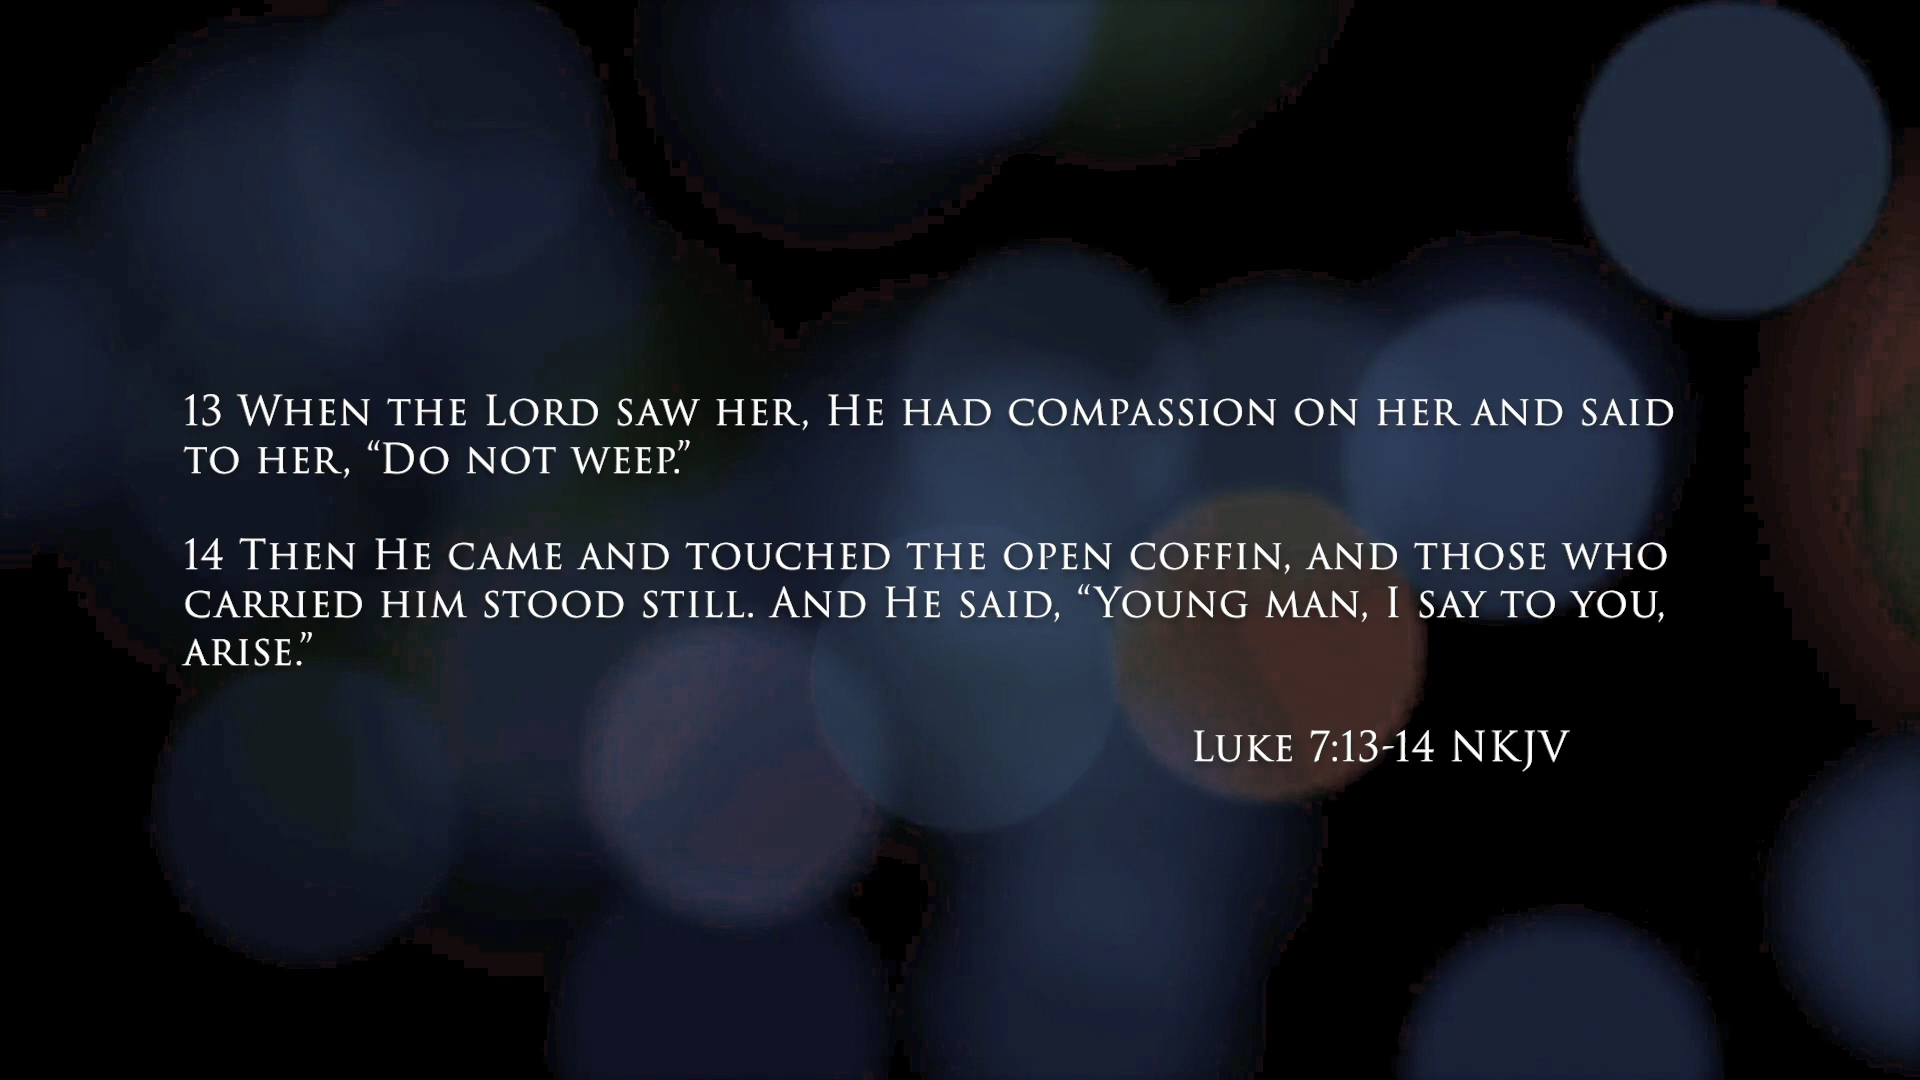 13 When the Lord saw her, He had compassion on her and said
to her, “Do not weep.”
14 Then He came and touched the open coffin, and those who
carried him stood still. And He said, “Young man, I say to you,
arise.”
Luke 7:13-14 NKJV